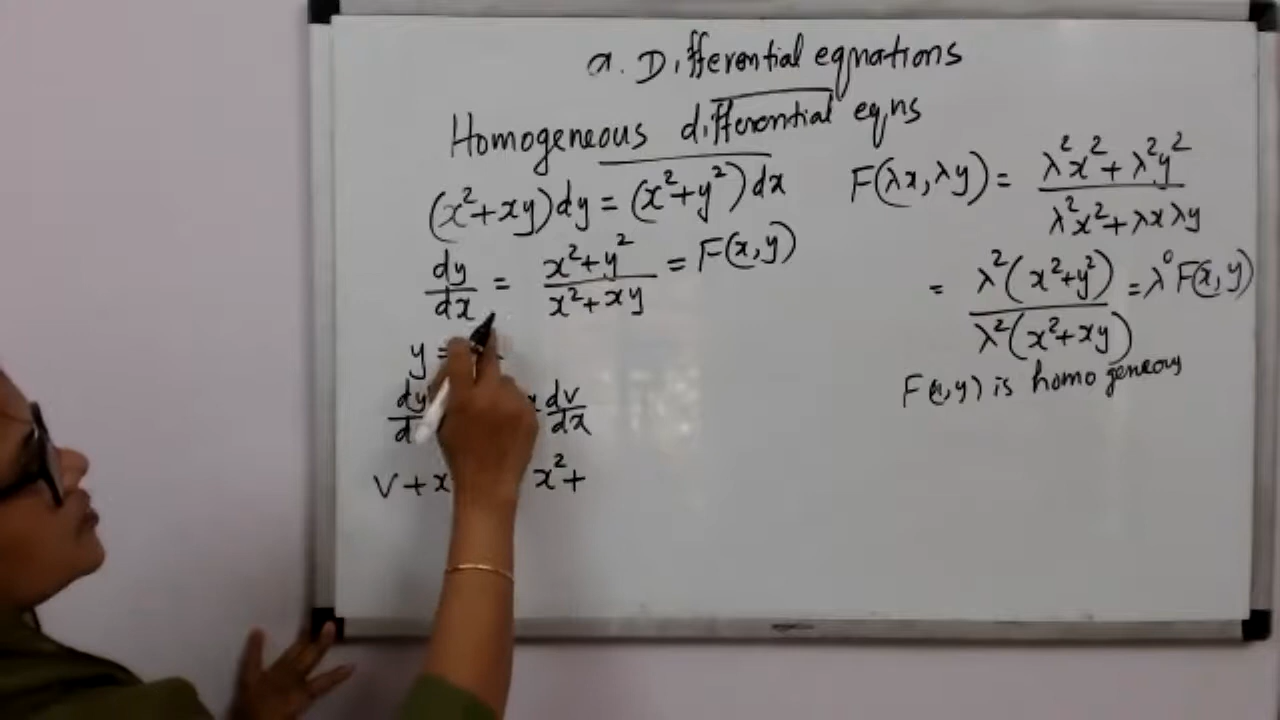 9. Differential equations
Homogeneous differential eqns
(x²+xy)dy = (x²+y²)dx
dy/dx = (x²+y²)/(x²+xy) = F(x,y)
y =
dv/dx
v+x x²+
F(λx, λy) = (λ²x²+λ²y²)/(λ²x²+λxλy)
= λ²(x²+y²)/λ²(x²+xy) = λ⁰F(x,y)
F(x,y) is homogeneous